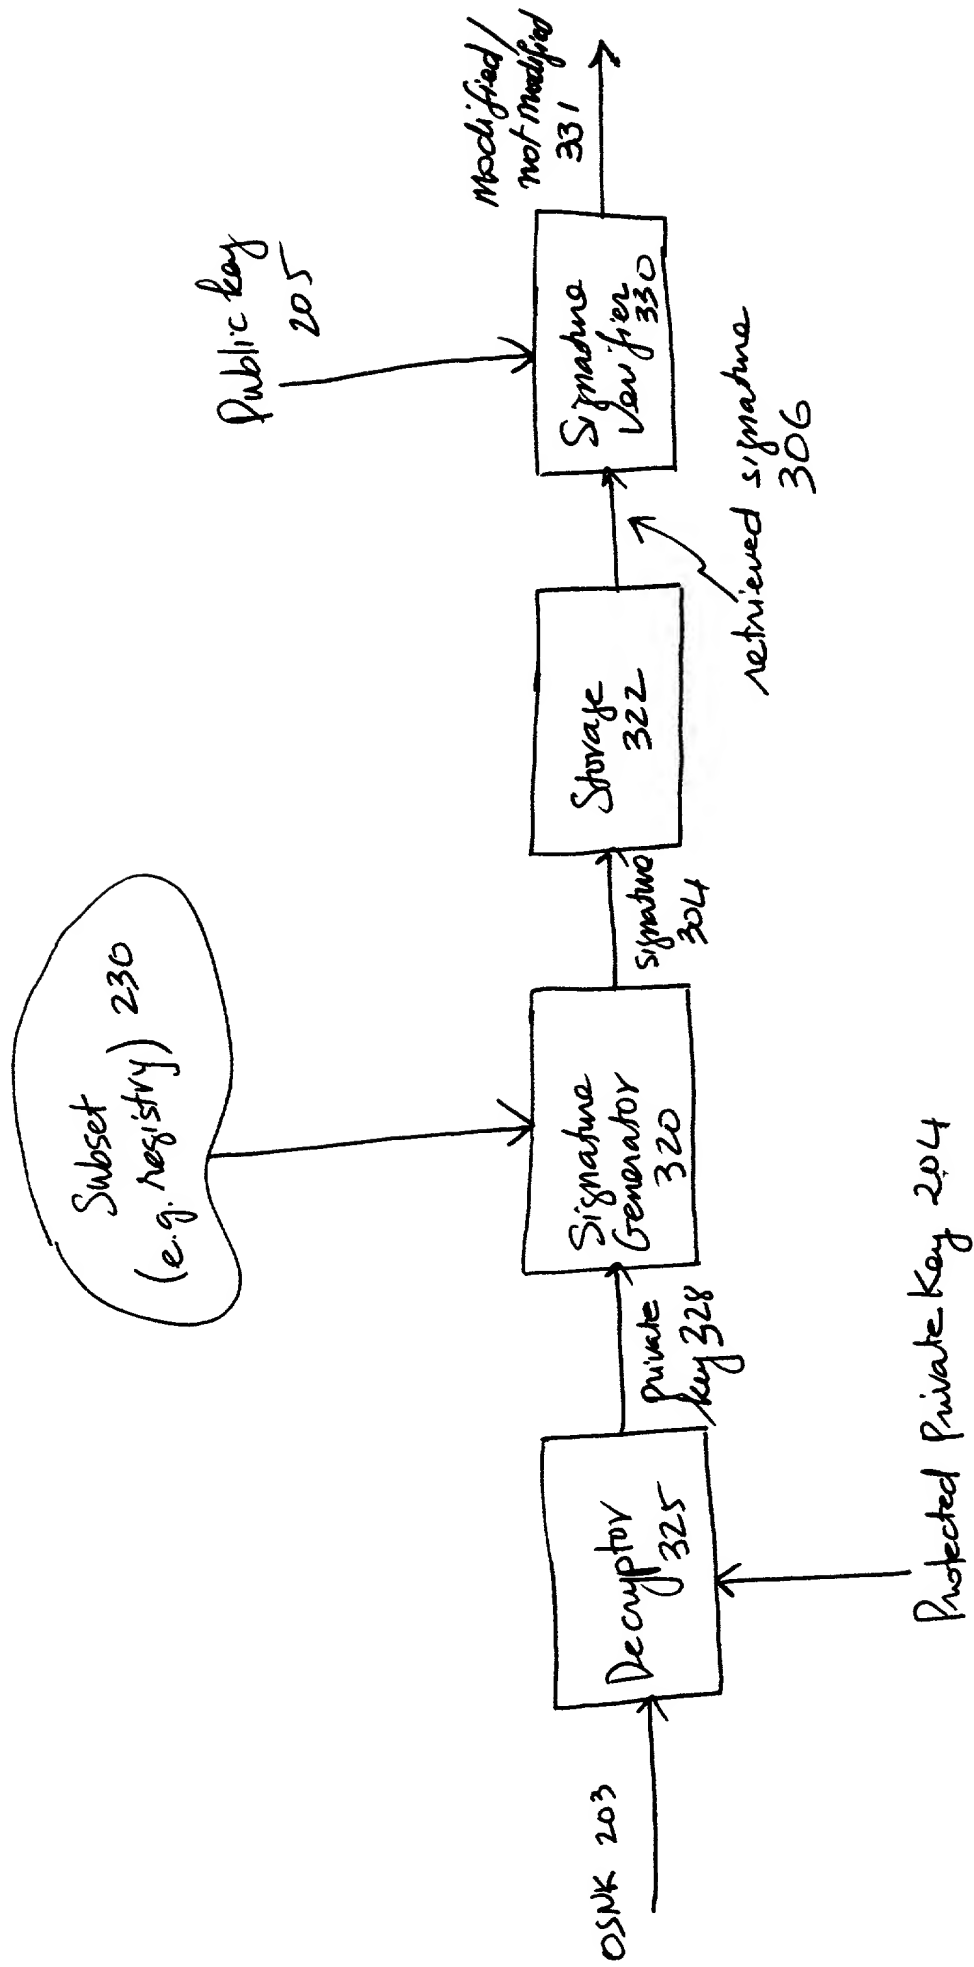 OSNK 203
Decryptor
325
Protected Private Key 204
Private
key 328
Subset
(e.g. registry) 230
Signature
Generator
320
signature
304
Storage
322
retrieved signature
306
Public key
205
Signature
Verifier
330
Modified/
not modified
331